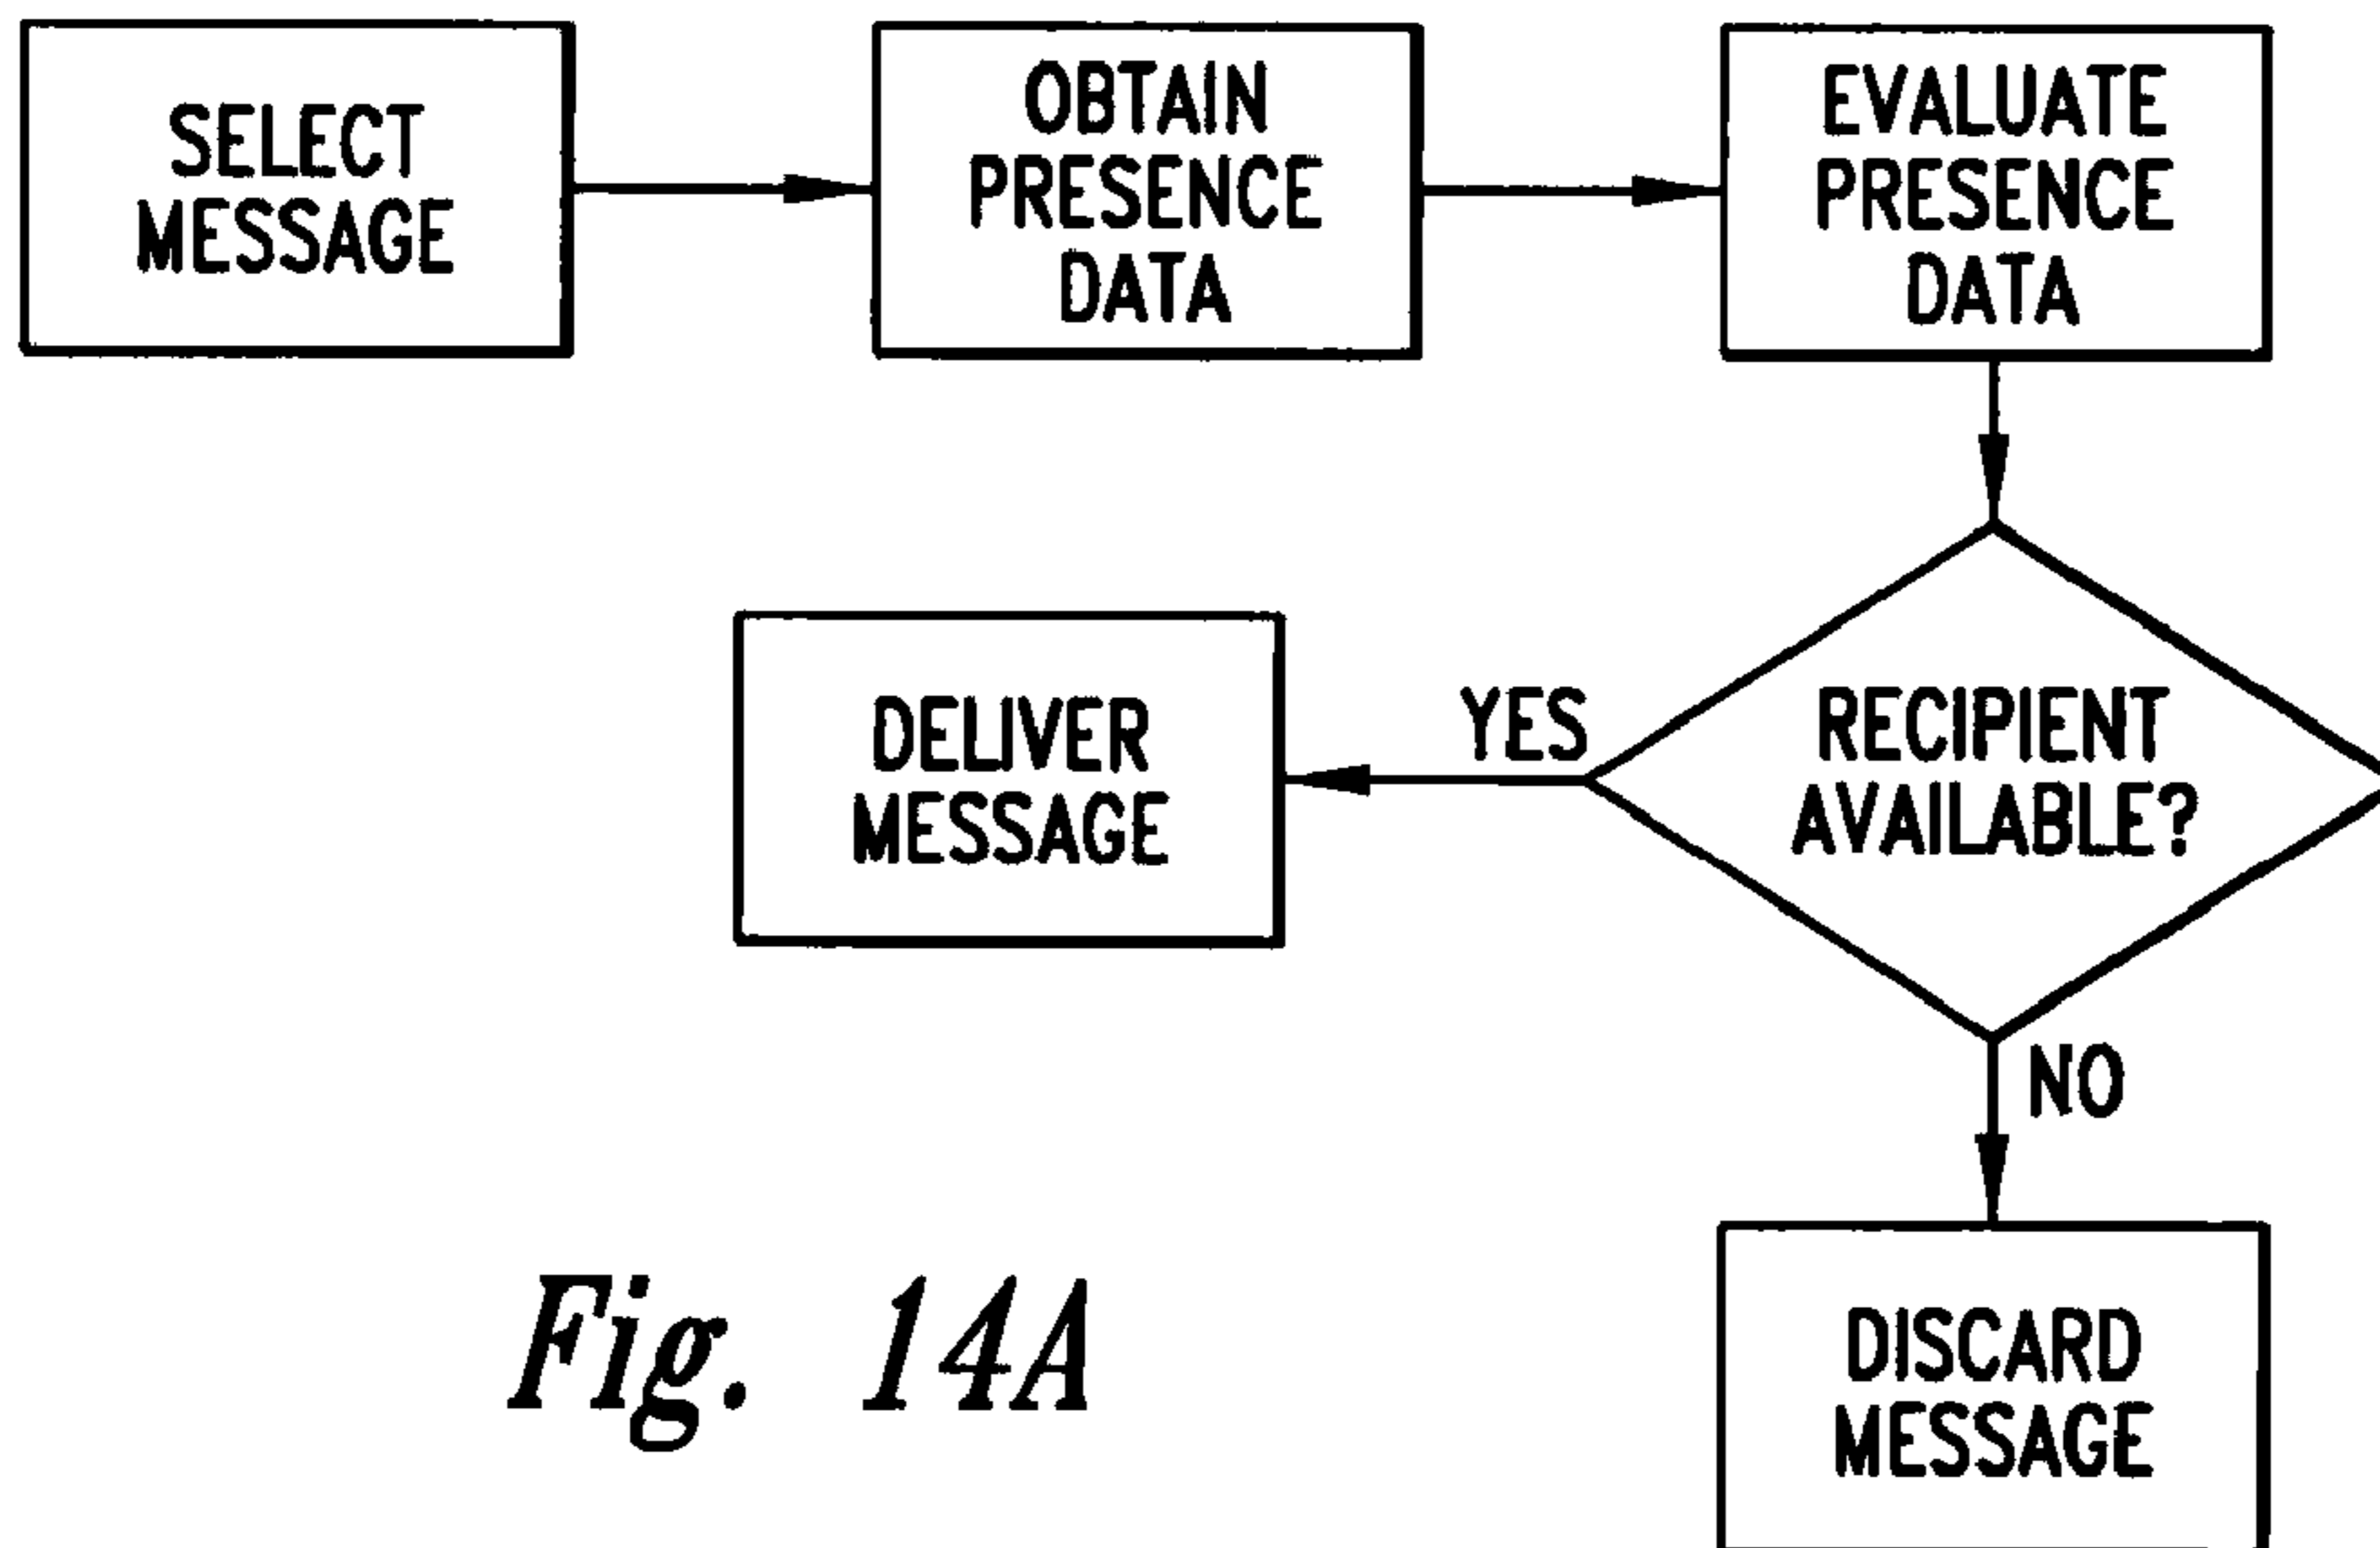 SELECT
MESSAGE
OBTAIN
PRESENCE
DATA
EVALUATE
PRESENCE
DATA
DELIVER
MESSAGE
YES
RECIPIENT
AVAILABLE?
NO
DISCARD
MESSAGE
Fig. 14A